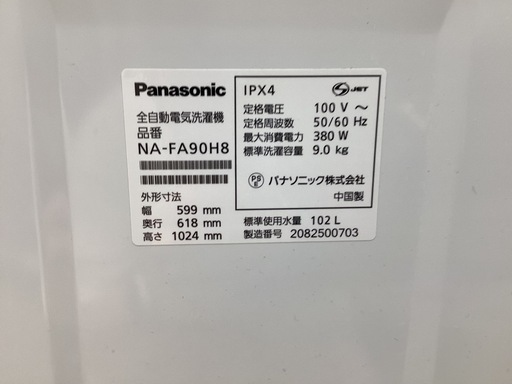 Panasonic
全自動電気洗濯機
品番
NA-FA90H8
外形寸法
幅 599 mm
奥行 618 mm
高さ 1024 mm
IPX4 S JET
定格電圧 100 V ～
定格周波数 50/60 Hz
最大消費電力 380 W
標準洗濯容量 9.0 kg
PS E パナソニック株式会社
中国製
標準使用水量 102 L
製造番号 2082500703